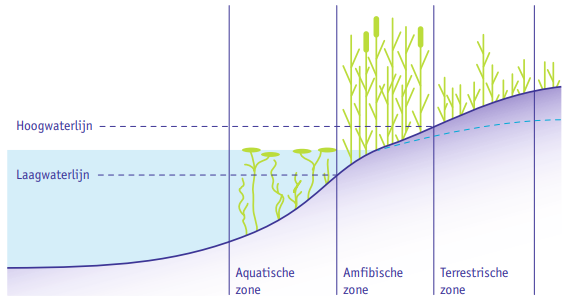 Hoogwaterlijn
Laagwaterlijn
Aquatische
zone
Amfibische
zone
Terrestrische
zone